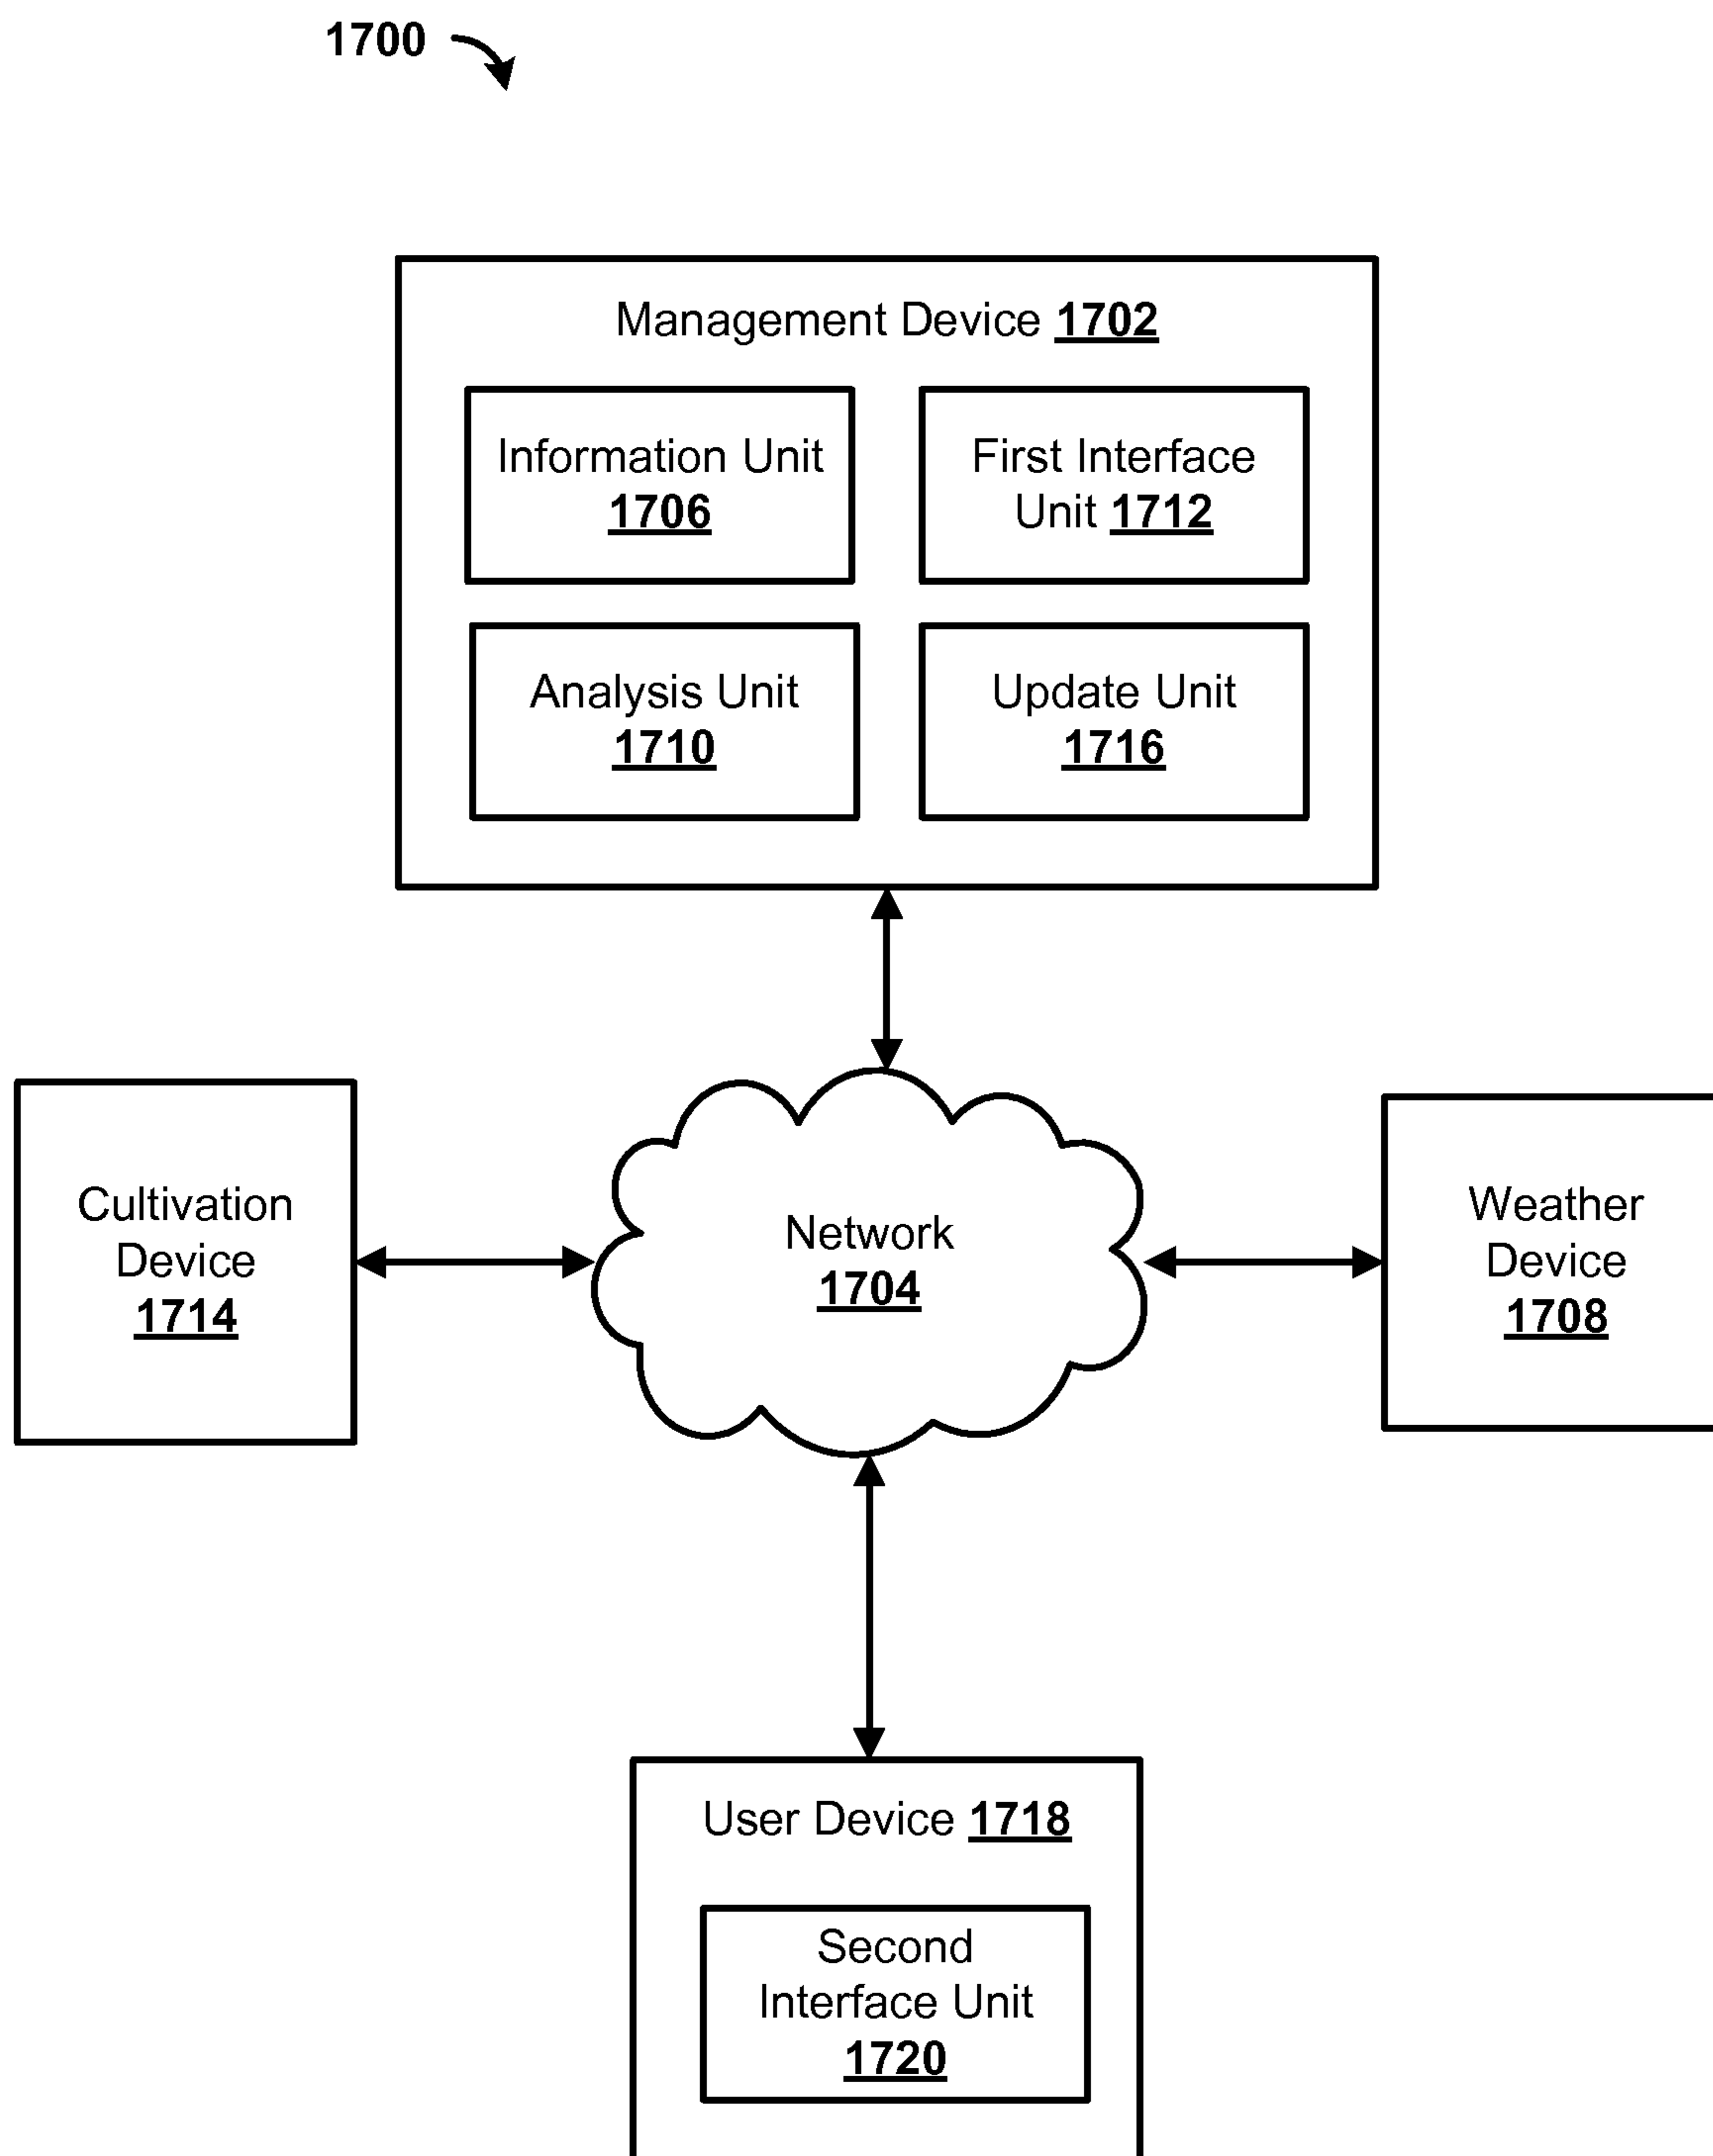 1700
Management Device 1702
Information Unit
1706
First Interface
Unit 1712
Analysis Unit
1710
Update Unit
1716
Cultivation
Device
1714
Network
1704
Weather
Device
1708
User Device 1718
Second
Interface Unit
1720